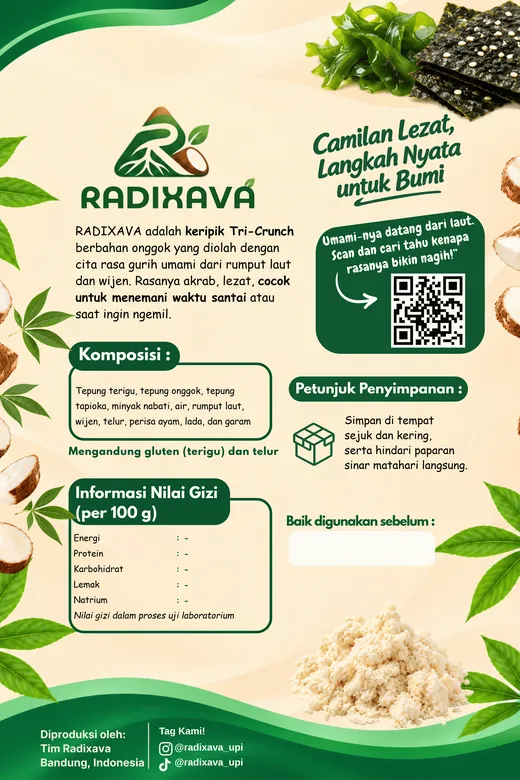 Camilan Lezat,
Langkah Nyata
untuk Bumi
RADIXAVA
RADIXAVA adalah keripik Tri-Crunch
berbahan onggok yang diolah dengan
cita rasa gurih umami dari rumput laut
dan wijen. Rasanya akrab, lezat, cocok
untuk menemani waktu santai atau
saat ingin ngemil.
Umami-nya datang dari laut.
Scan dan cari tahu kenapa
rasanya bikin nagih!”
Komposisi :
Tepung terigu, tepung onggok, tepung
tapioka, minyak nabati, air, rumput laut,
wijen, telur, perisa ayam, lada, dan garam
Mengandung gluten (terigu) dan telur
Petunjuk Penyimpanan :
Simpan di tempat
sejuk dan kering,
serta hindari paparan
sinar matahari langsung.
Informasi Nilai Gizi
(per 100 g)
Energi : -
Protein : -
Karbohidrat : -
Lemak : -
Natrium : -
Nilai gizi dalam proses uji laboratorium
Baik digunakan sebelum :
Diproduksi oleh:
Tim Radixava
Bandung, Indonesia
Tag Kami!
@radixava_upi
@radixava_upi